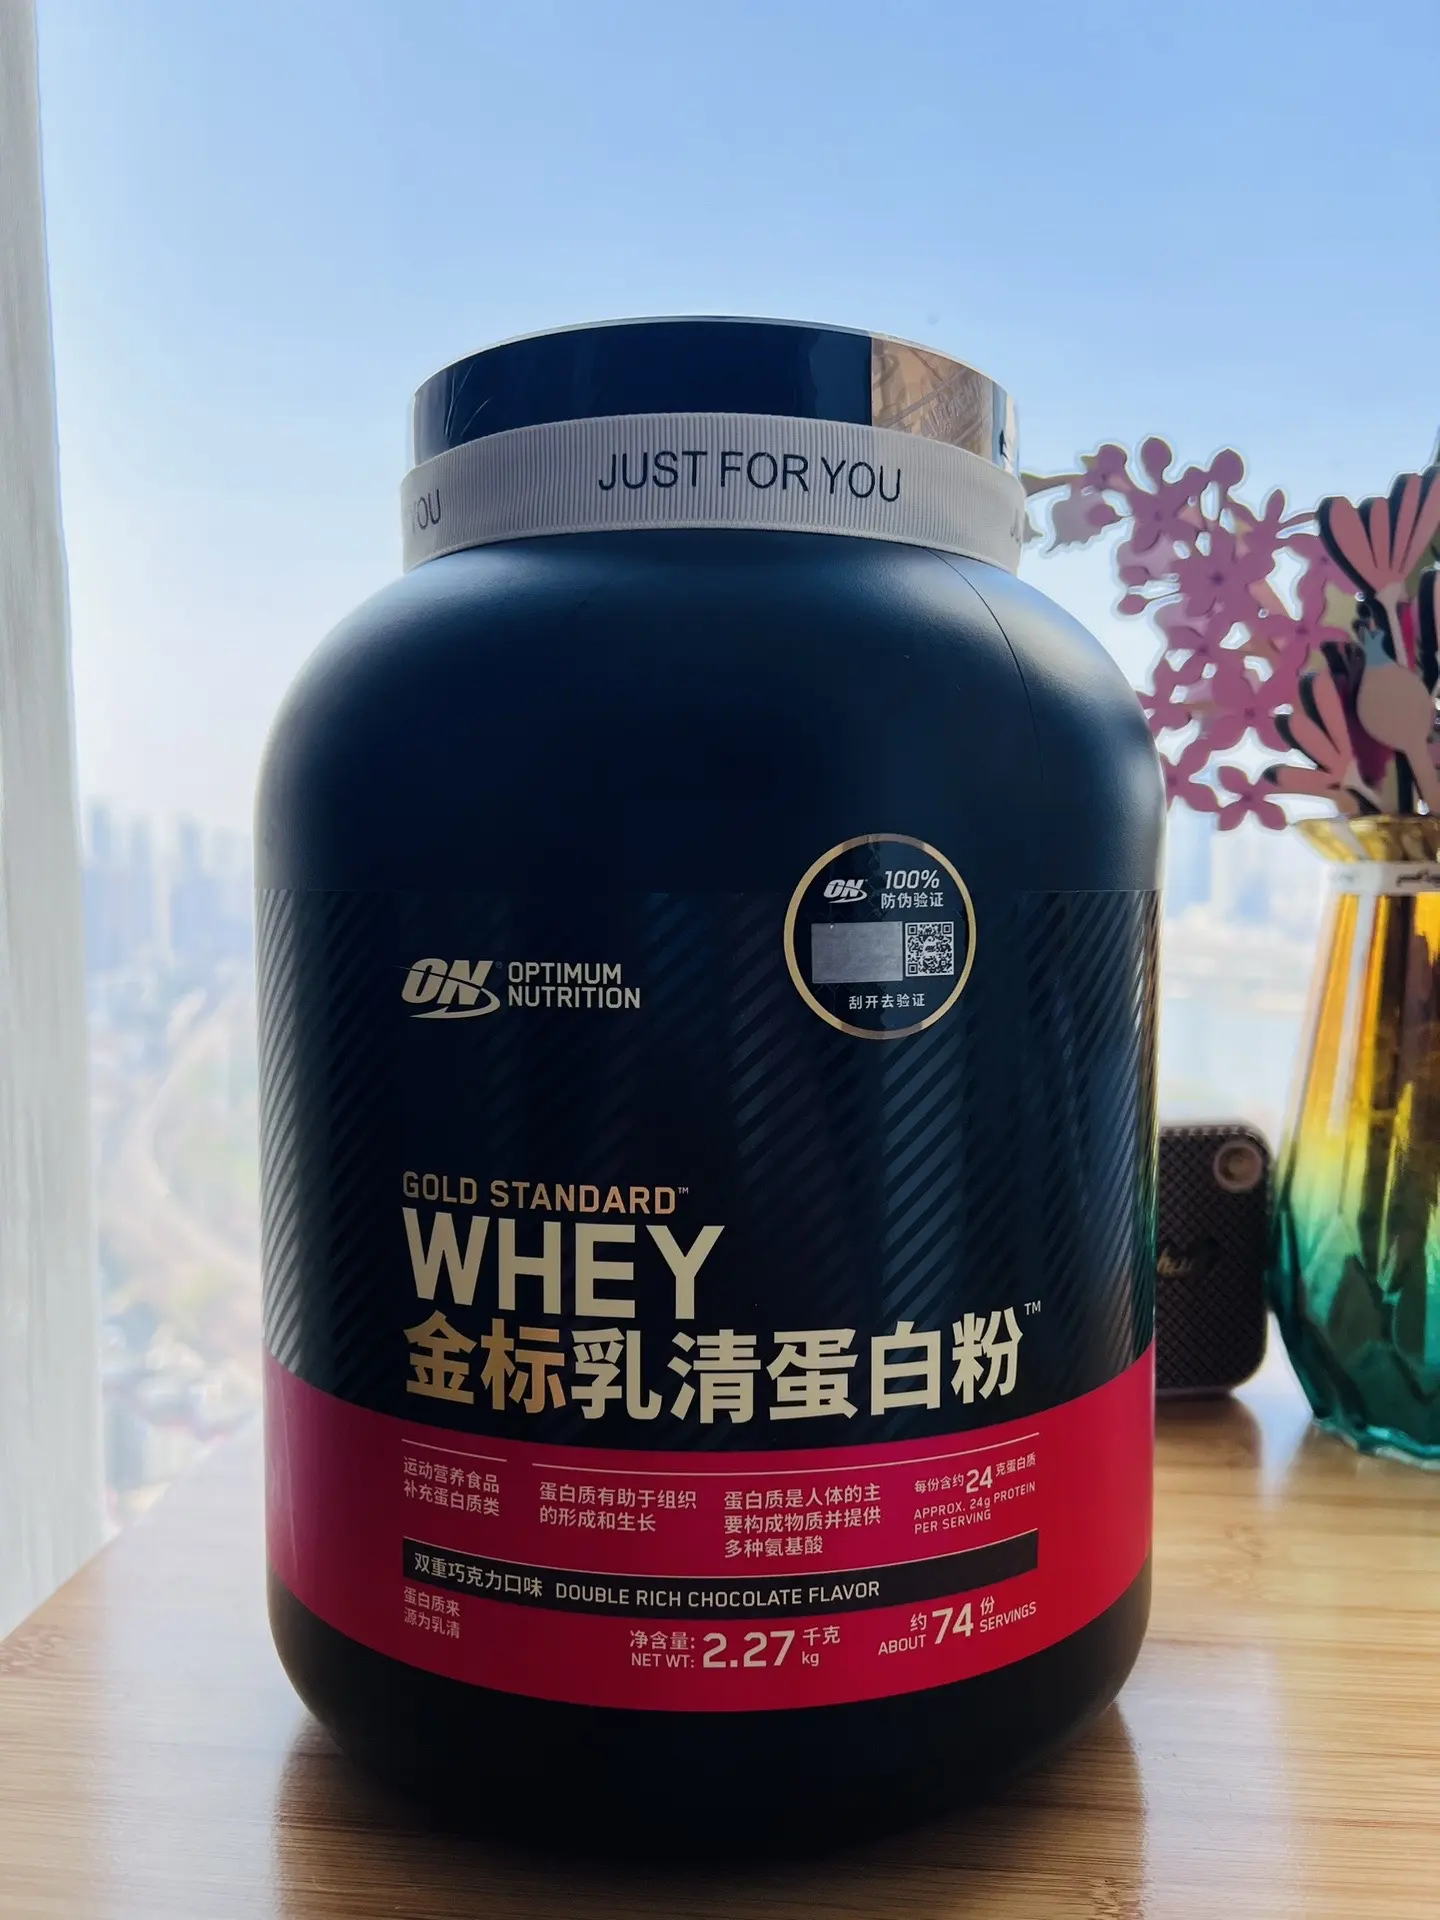 JUST FOR YOU
YOU
ON 100%
防伪验证
刮开去验证
ON® OPTIMUM
NUTRITION
GOLD STANDARD™
WHEY
金标乳清蛋白粉™
运动营养食品
补充蛋白质类
蛋白质有助于组织
的形成和生长
蛋白质是人体的主
要构成物质并提供
多种氨基酸
每份含约24克蛋白质
APPROX. 24g PROTEIN
PER SERVING
双重巧克力口味 DOUBLE RICH CHOCOLATE FLAVOR
蛋白质来
源为乳清
净含量: 2.27 千克
NET WT: kg
约 74 份
ABOUT SERVINGS